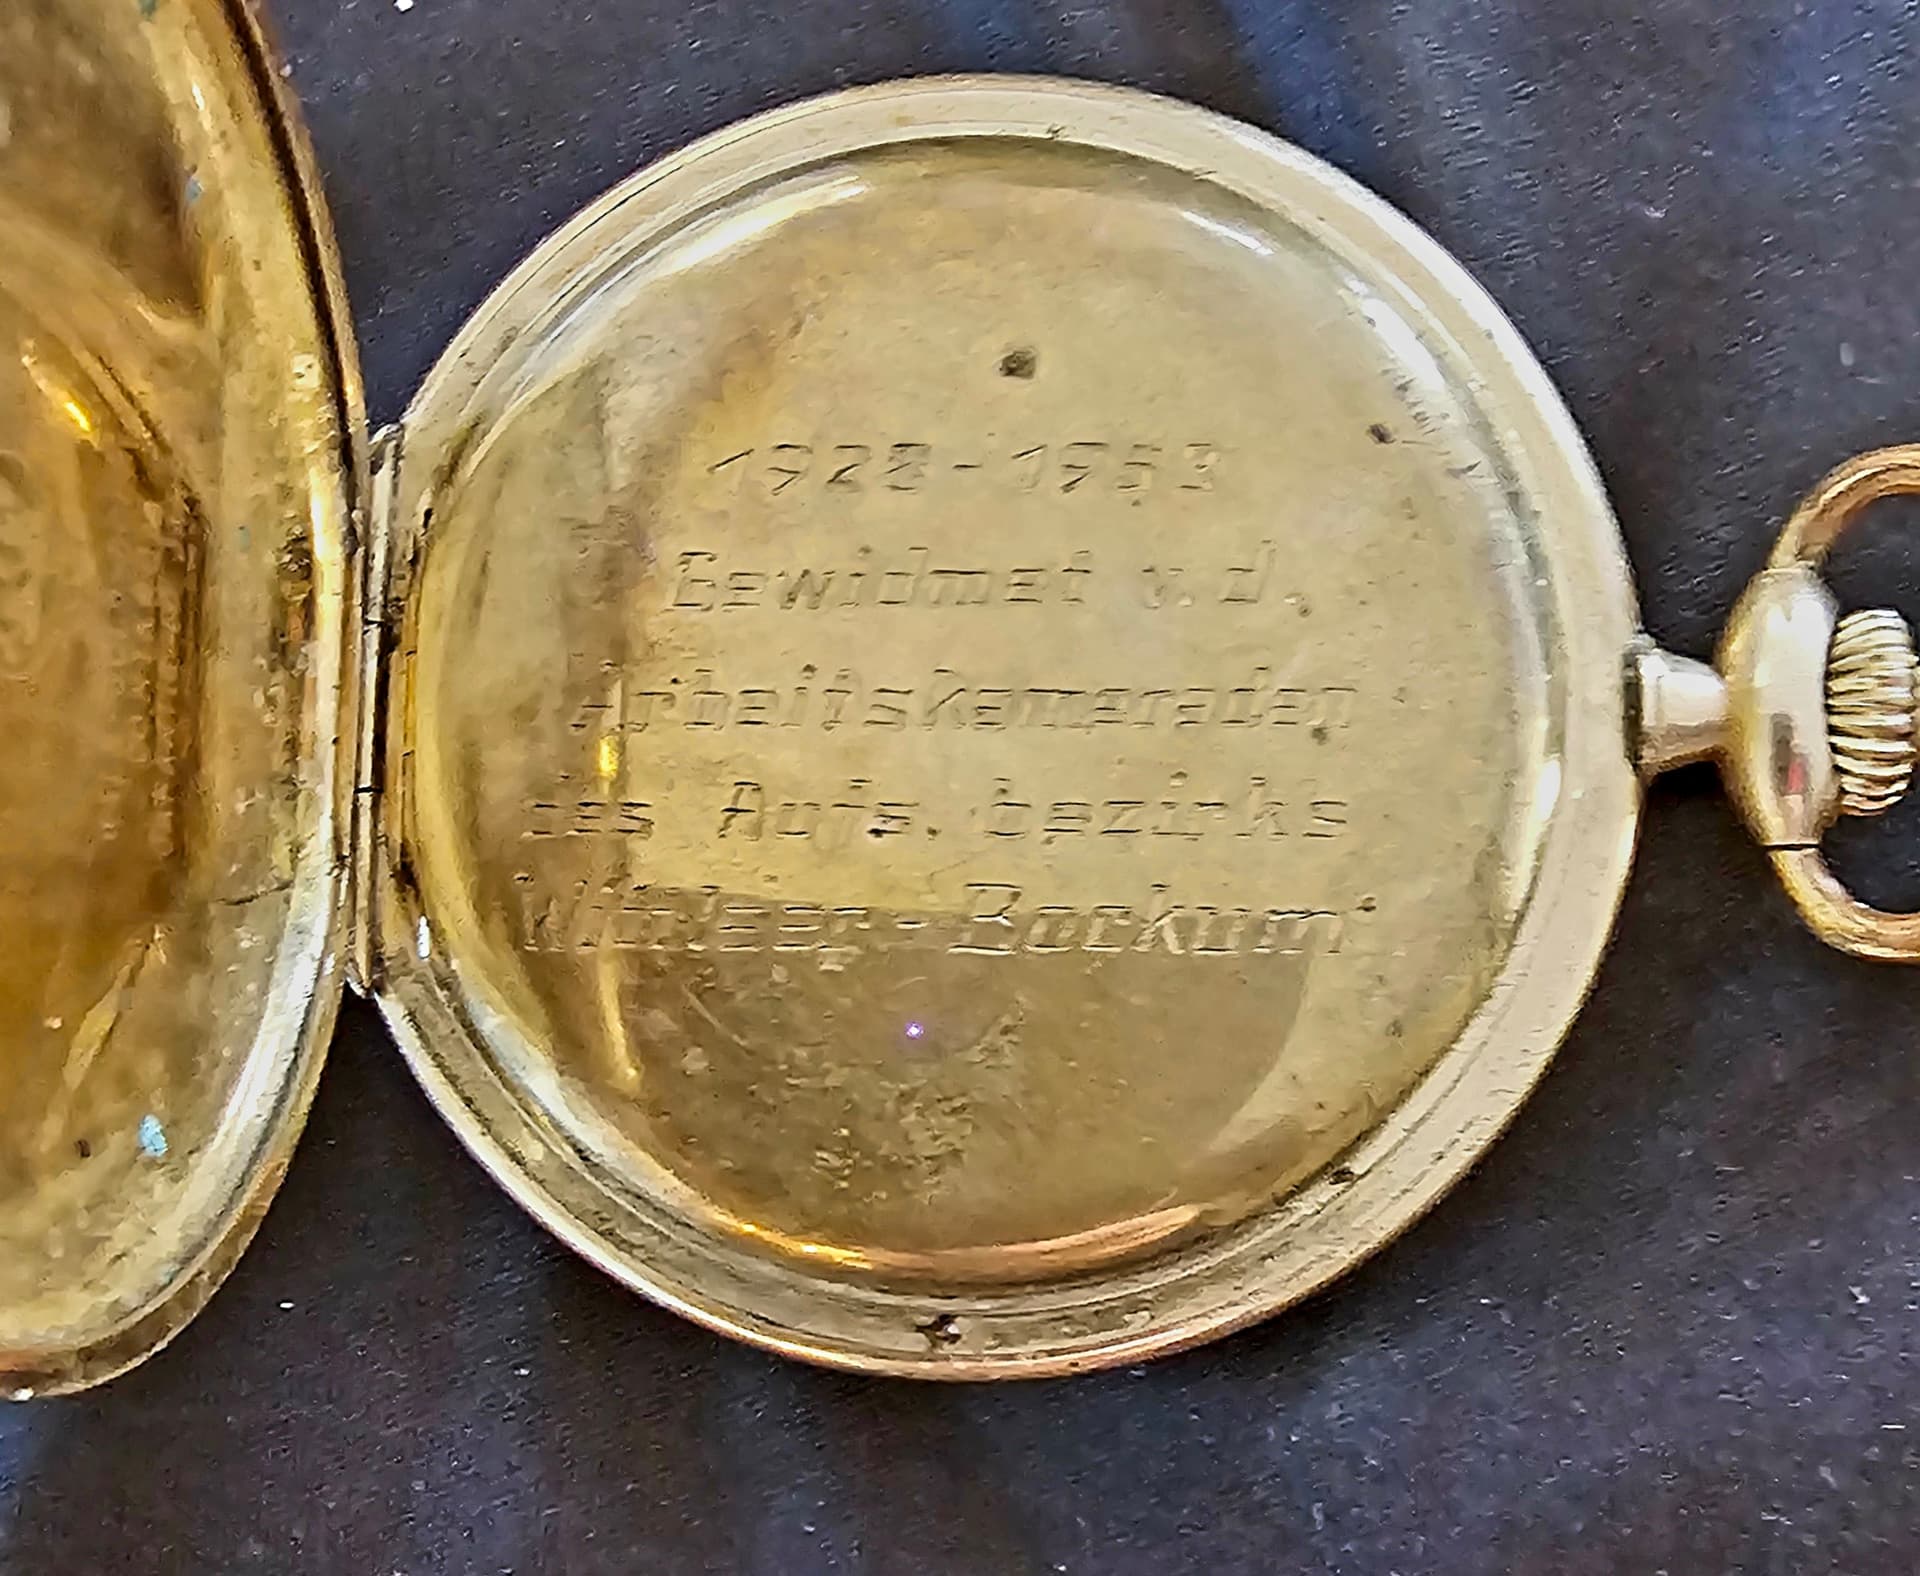 1928 - 1953
Gewidmet v. d.
Arbeitskameraden
des Aufs. bezirks
- Bockum